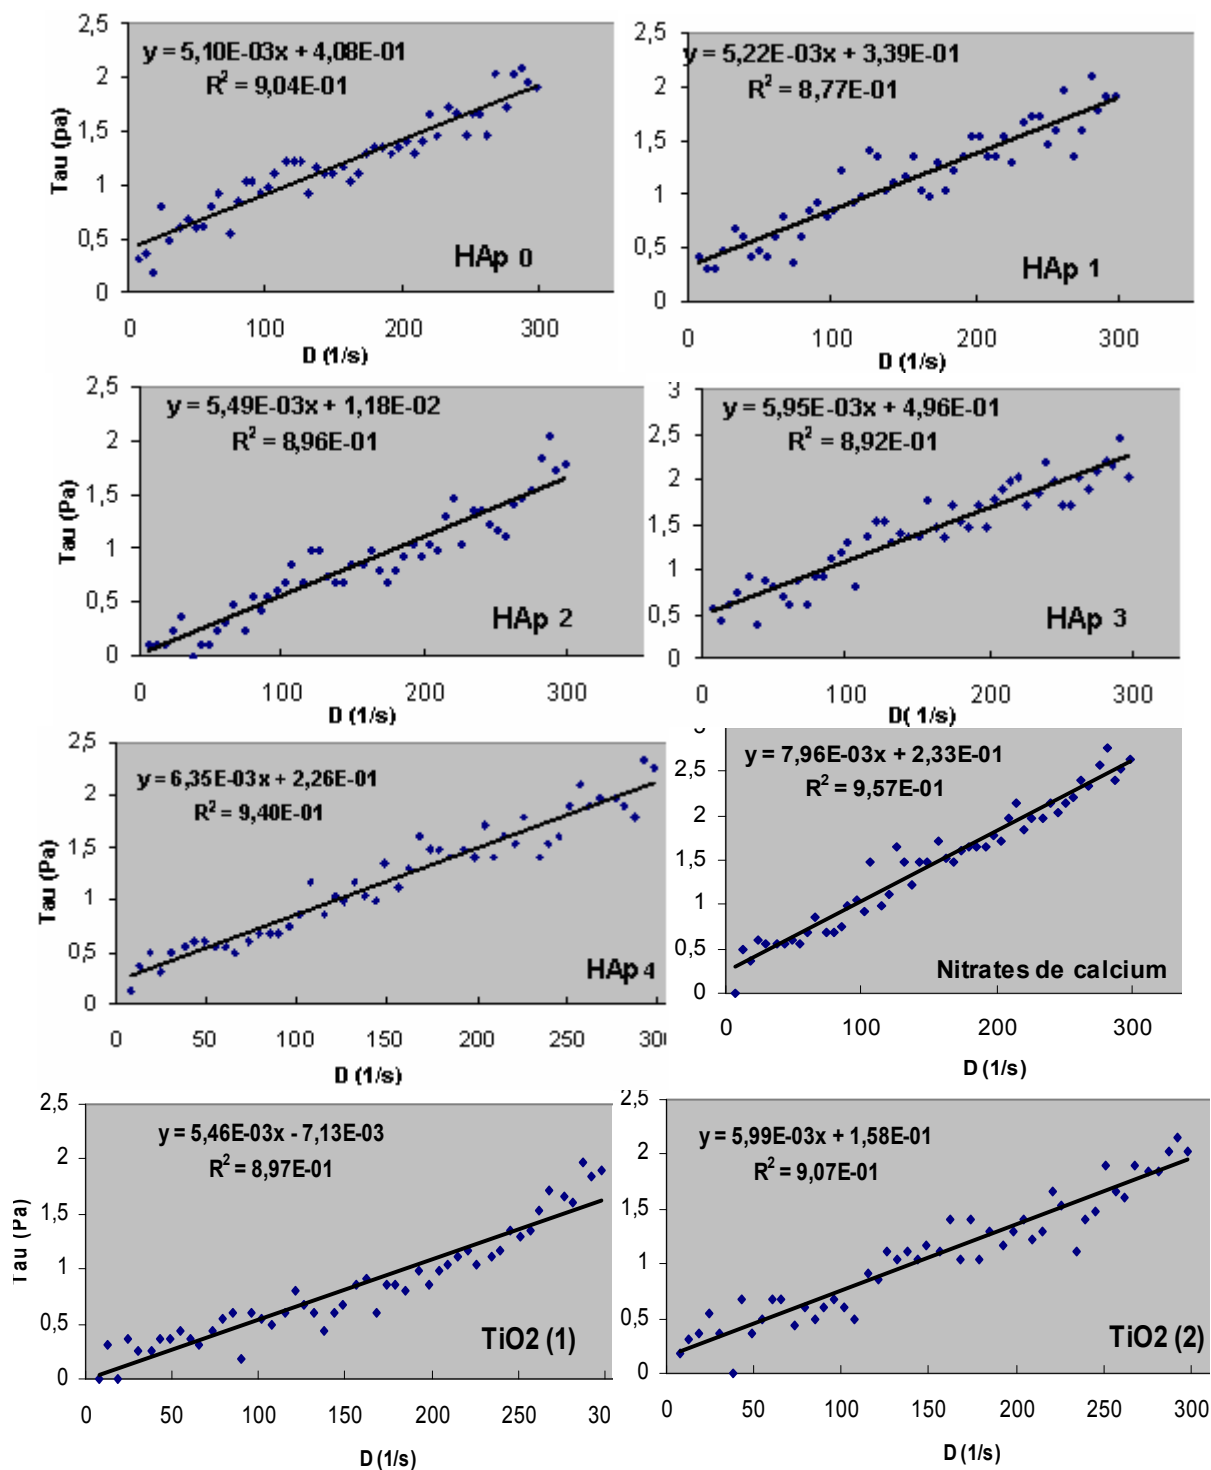 2,5
2
1,5
1
0,5
0
Tau (pa)
y = 5,10E-03x + 4,08E-01
R² = 9,04E-01
HAp 0
0 100 200 300
D (1/s)
2,5
2
1,5
1
0,5
0
y = 5,22E-03x + 3,39E-01
R² = 8,77E-01
HAp 1
0 100 200 300
D (1/s)
2,5
2
1,5
1
0,5
0
Tau (Pa)
y = 5,49E-03x + 1,18E-02
R² = 8,96E-01
HAp 2
0 100 200 300
D (1/s)
3
2,5
2
1,5
1
0,5
0
y = 5,95E-03x + 4,96E-01
R² = 8,92E-01
HAp 3
0 100 200 300
D( 1/s)
2,5
2
1,5
1
0,5
0
Tau (Pa)
y = 6,35E-03x + 2,26E-01
R² = 9,40E-01
HAp 4
0 50 100 150 200 250 300
D (1/s)
2,5
2
1,5
1
0,5
0
y = 7,96E-03x + 2,33E-01
R² = 9,57E-01
Nitrates de calcium
0 100 200 300
D (1/s)
2,5
2
1,5
1
0,5
0
Tau (Pa)
y = 5,46E-03x - 7,13E-03
R² = 8,97E-01
TiO2 (1)
0 50 100 150 200 250 30
D (1/s)
2,5
2
1,5
1
0,5
0
y = 5,99E-03x + 1,58E-01
R² = 9,07E-01
TiO2 (2)
0 50 100 150 200 250 300
D (1/s)